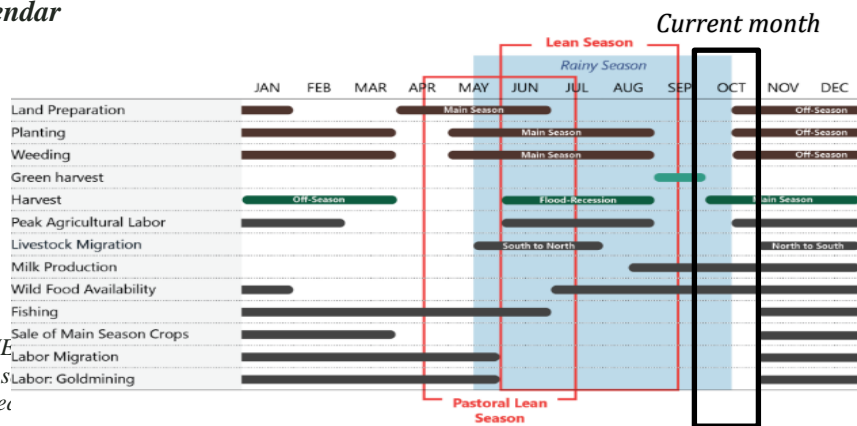 endar
Current month
Lean Season
Rainy Season
JAN FEB MAR APR MAY JUN JUL AUG SEP OCT NOV DEC
Land Preparation Main Season Off-Season
Planting Main Season Off-Season
Weeding Main Season Off-Season
Green harvest
Harvest Off-Season Flood-Recession Main Season
Peak Agricultural Labor
Livestock Migration South to North North to South
Milk Production
Wild Food Availability
Fishing
Sale of Main Season Crops
Labor Migration
Labor: Goldmining
Pastoral Lean
Season